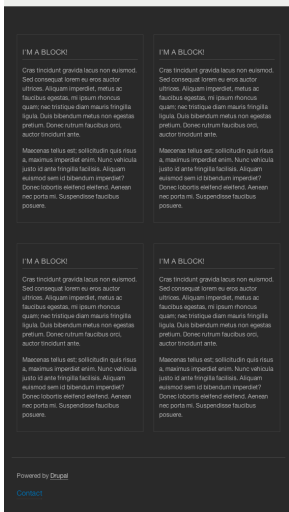 I'M A BLOCK!
Cras tincidunt gravida lacus non euismod.
Sed consequat lorem eu eros auctor
ultrices. Aliquam imperdiet, metus ac
faucibus egestas, mi ipsum rhoncus
quam; nec tristique diam mauris fringilla
ligula. Duis bibendum metus non egestas
pretium. Donec rutrum faucibus orci,
auctor tincidunt ante.
Maecenas tellus est; sollicitudin quis risus
a, maximus imperdiet enim. Nunc vehicula
justo id ante fringilla facilisis. Aliquam
euismod sem id bibendum imperdiet?
Donec lobortis eleifend eleifend. Aenean
nec porta mi. Suspendisse faucibus
posuere.
I'M A BLOCK!
Cras tincidunt gravida lacus non euismod.
Sed consequat lorem eu eros auctor
ultrices. Aliquam imperdiet, metus ac
faucibus egestas, mi ipsum rhoncus
quam; nec tristique diam mauris fringilla
ligula. Duis bibendum metus non egestas
pretium. Donec rutrum faucibus orci,
auctor tincidunt ante.
Maecenas tellus est; sollicitudin quis risus
a, maximus imperdiet enim. Nunc vehicula
justo id ante fringilla facilisis. Aliquam
euismod sem id bibendum imperdiet?
Donec lobortis eleifend eleifend. Aenean
nec porta mi. Suspendisse faucibus
posuere.
I'M A BLOCK!
Cras tincidunt gravida lacus non euismod.
Sed consequat lorem eu eros auctor
ultrices. Aliquam imperdiet, metus ac
faucibus egestas, mi ipsum rhoncus
quam; nec tristique diam mauris fringilla
ligula. Duis bibendum metus non egestas
pretium. Donec rutrum faucibus orci,
auctor tincidunt ante.
Maecenas tellus est; sollicitudin quis risus
a, maximus imperdiet enim. Nunc vehicula
justo id ante fringilla facilisis. Aliquam
euismod sem id bibendum imperdiet?
Donec lobortis eleifend eleifend. Aenean
nec porta mi. Suspendisse faucibus
posuere.
I'M A BLOCK!
Cras tincidunt gravida lacus non euismod.
Sed consequat lorem eu eros auctor
ultrices. Aliquam imperdiet, metus ac
faucibus egestas, mi ipsum rhoncus
quam; nec tristique diam mauris fringilla
ligula. Duis bibendum metus non egestas
pretium. Donec rutrum faucibus orci,
auctor tincidunt ante.
Maecenas tellus est; sollicitudin quis risus
a, maximus imperdiet enim. Nunc vehicula
justo id ante fringilla facilisis. Aliquam
euismod sem id bibendum imperdiet?
Donec lobortis eleifend eleifend. Aenean
nec porta mi. Suspendisse faucibus
posuere.
Powered by Drupal
Contact